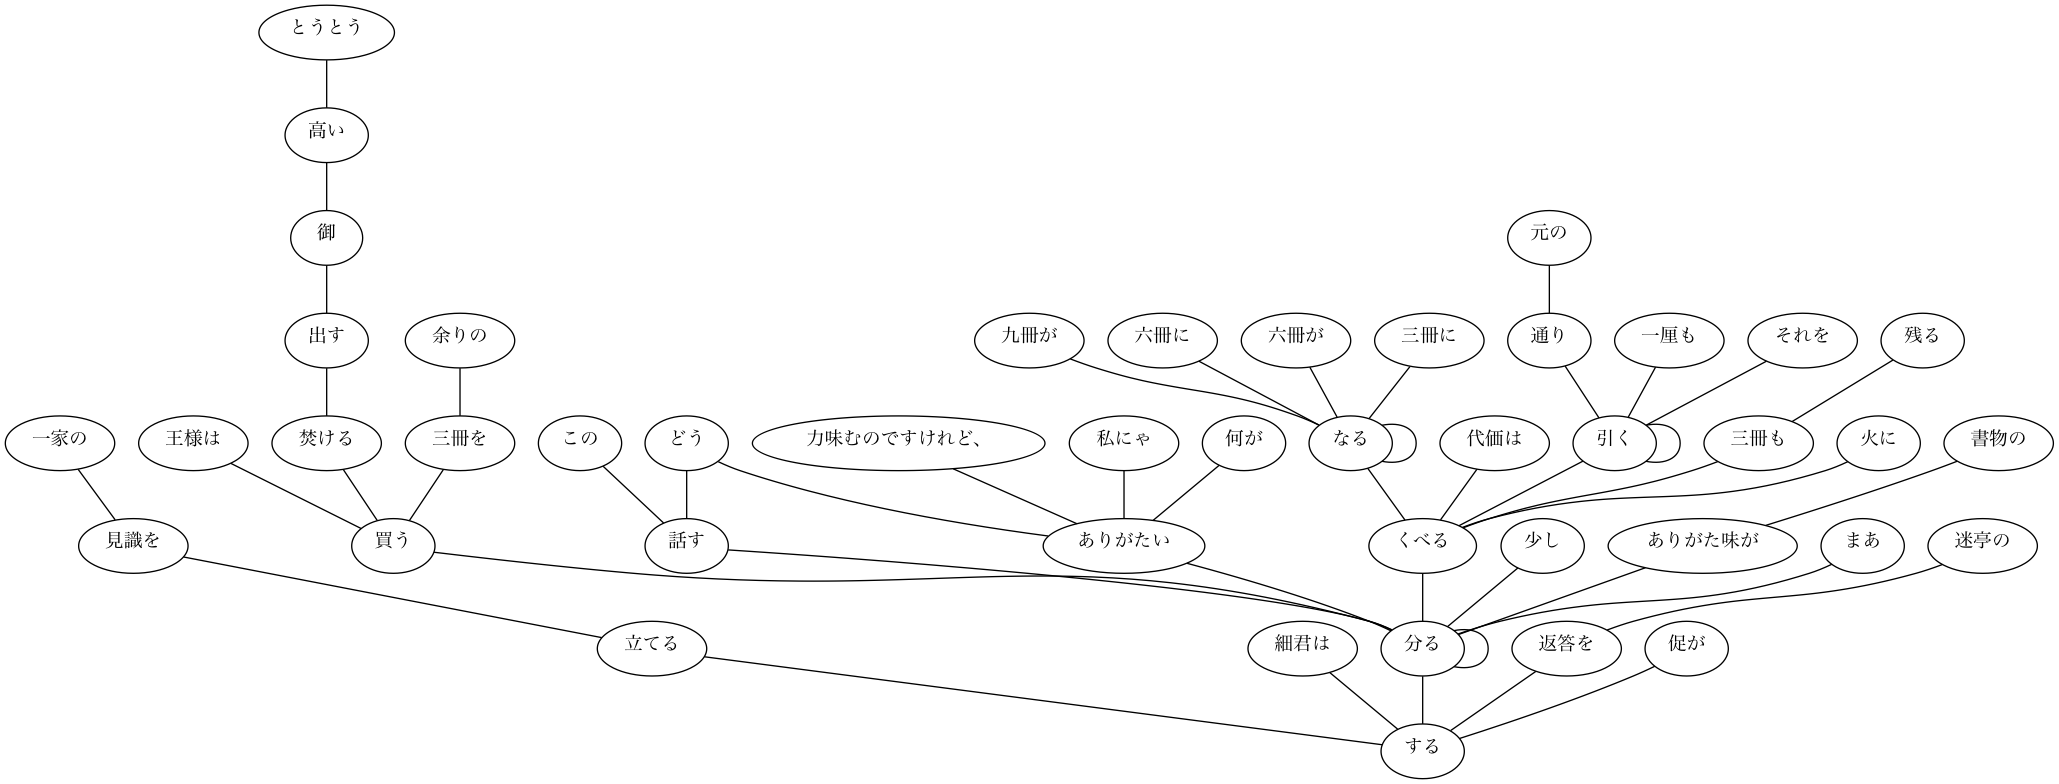 とうとう
高い
御
元の
出す
余りの
九冊が
六冊に
六冊が
三冊に
通り
一厘も
それを
残る
一家の
王様は
焚ける
三冊を
この
どう
力味むのですけれど、
私にゃ
何が
なる
代価は
引く
三冊も
火に
書物の
見識を
買う
話す
ありがたい
くべる
少し
ありがた味が
まあ
迷亭の
立てる
細君は
分る
返答を
促が
する